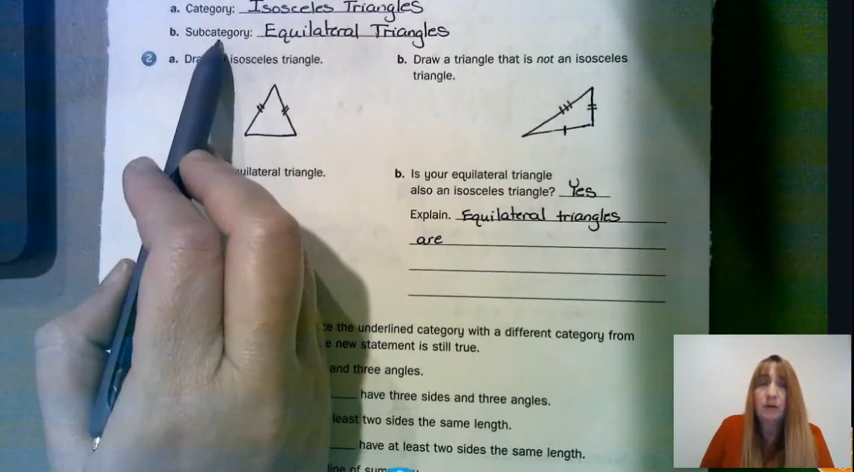 a. Category: Isosceles Triangles
b. Subcategory: Equilateral Triangles
2 a. isosceles triangle.
b. Draw a triangle that is not an isosceles
triangle.
triangle.
b. Is your equilateral triangle
also an isosceles triangle? Yes
Explain. Equilateral triangles
are
the underlined category with a different category from
new statement is still true.
and three angles.
have three sides and three angles.
least two sides the same length.
have at least two sides the same length.
line of